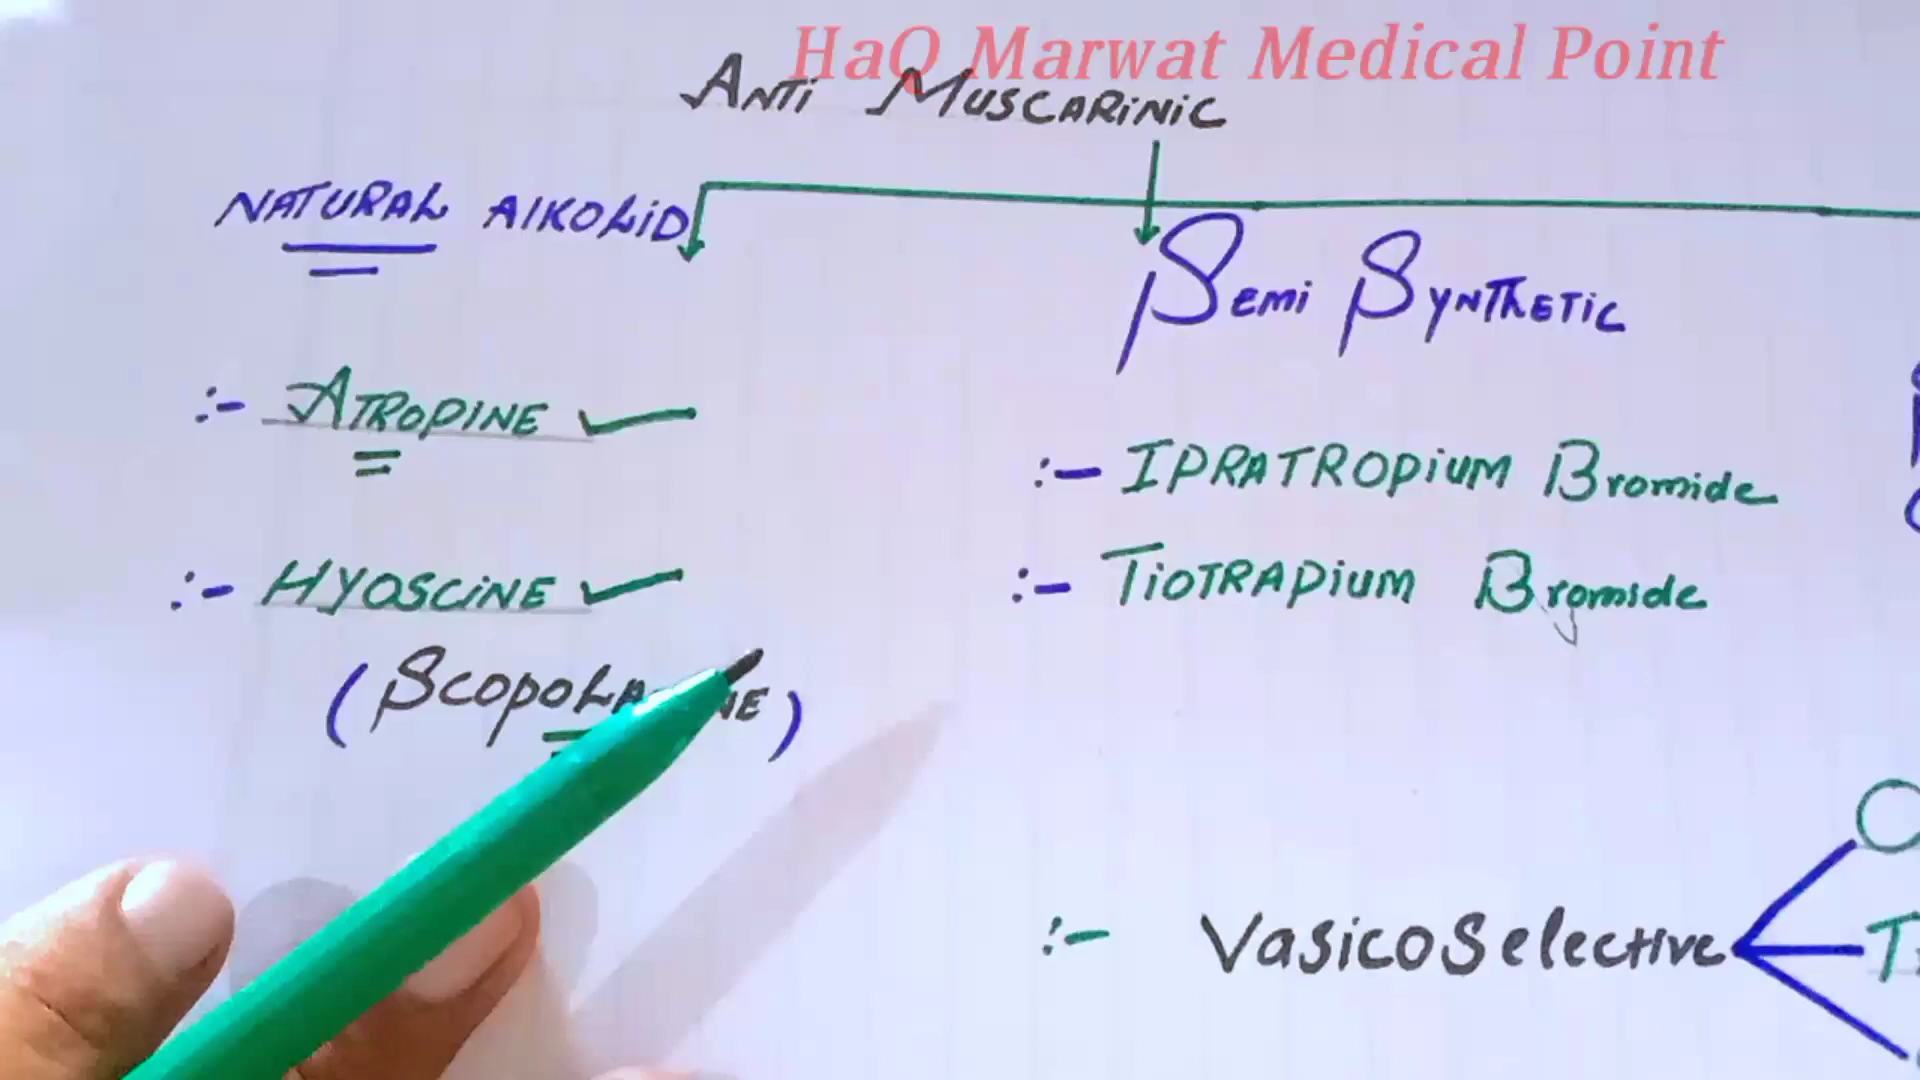 HaQ Marwat Medical Point
ANTi MUSCARiNiC
NATURAL AlKOLiD
SEMi SYNThETiC
:- ATROPINE
:- IPRATROPiUM Bromide
:- HYOSCiNE
:- TiOTRAPiUM Bromide
:- VasicoSelective